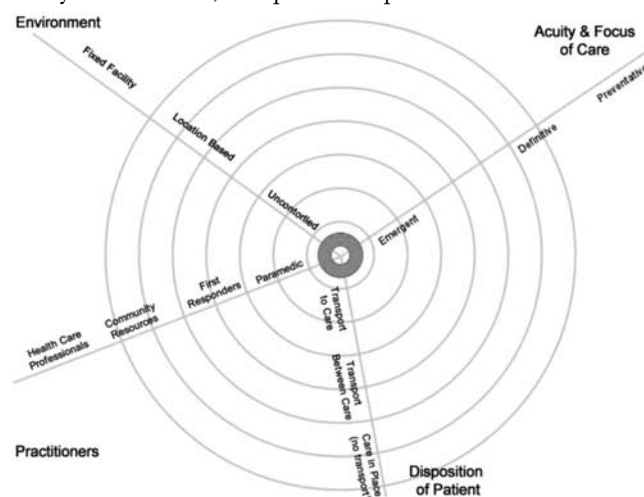 Environment
Acuity & Focus
of Care
Fixed Facility
Preventative
Location Based
Definitive
Uncontorlled
Emergent
Paramedic
First
Responders
Community
Resources
Health Care
Professionals
Transport
to Care
Transport
Between Care
Care in Place
(no transport)
Practitioners
Disposition
of Patient